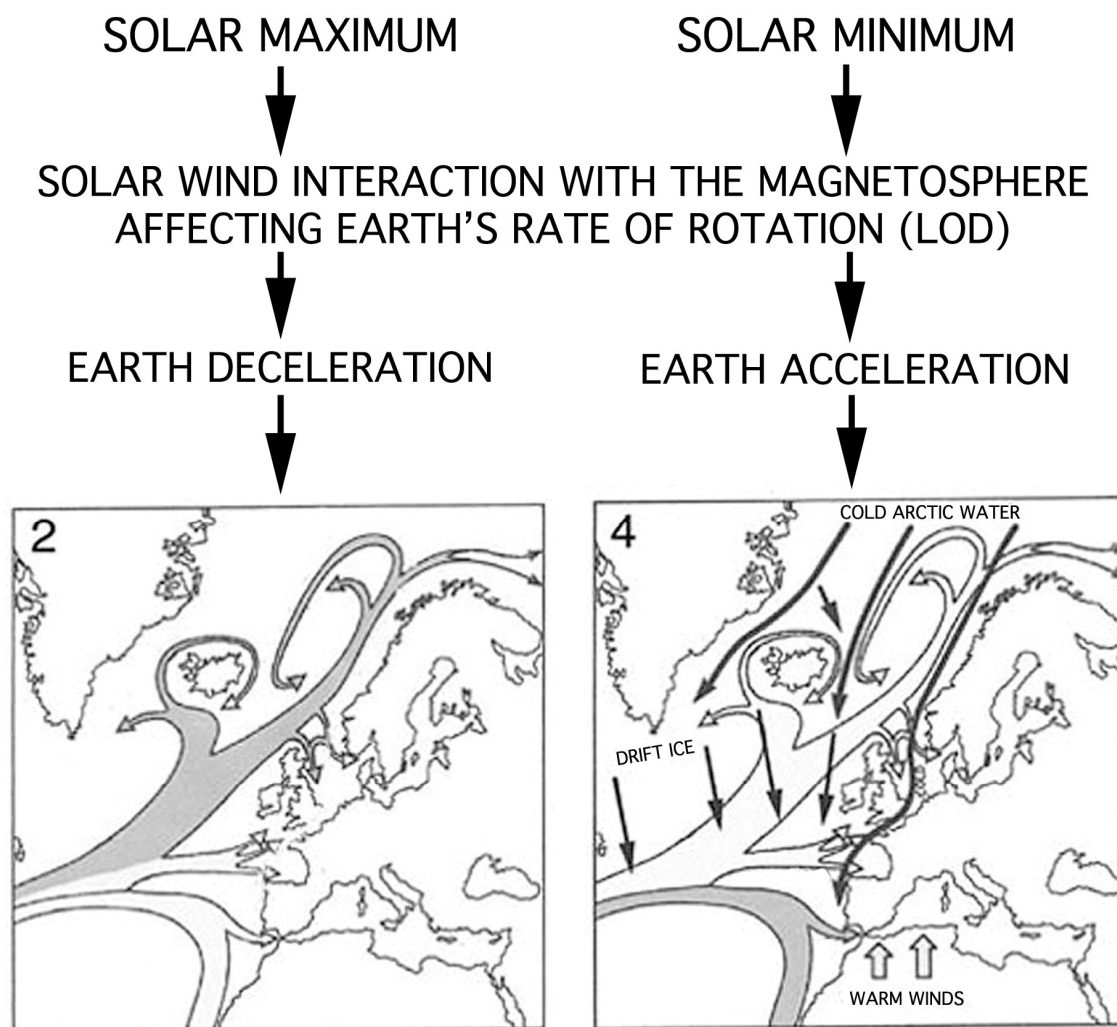 SOLAR MAXIMUM
SOLAR MINIMUM
SOLAR WIND INTERACTION WITH THE MAGNETOSPHERE
AFFECTING EARTH'S RATE OF ROTATION (LOD)
EARTH DECELERATION
EARTH ACCELERATION
2
4
COLD ARCTIC WATER
DRIFT ICE
WARM WINDS